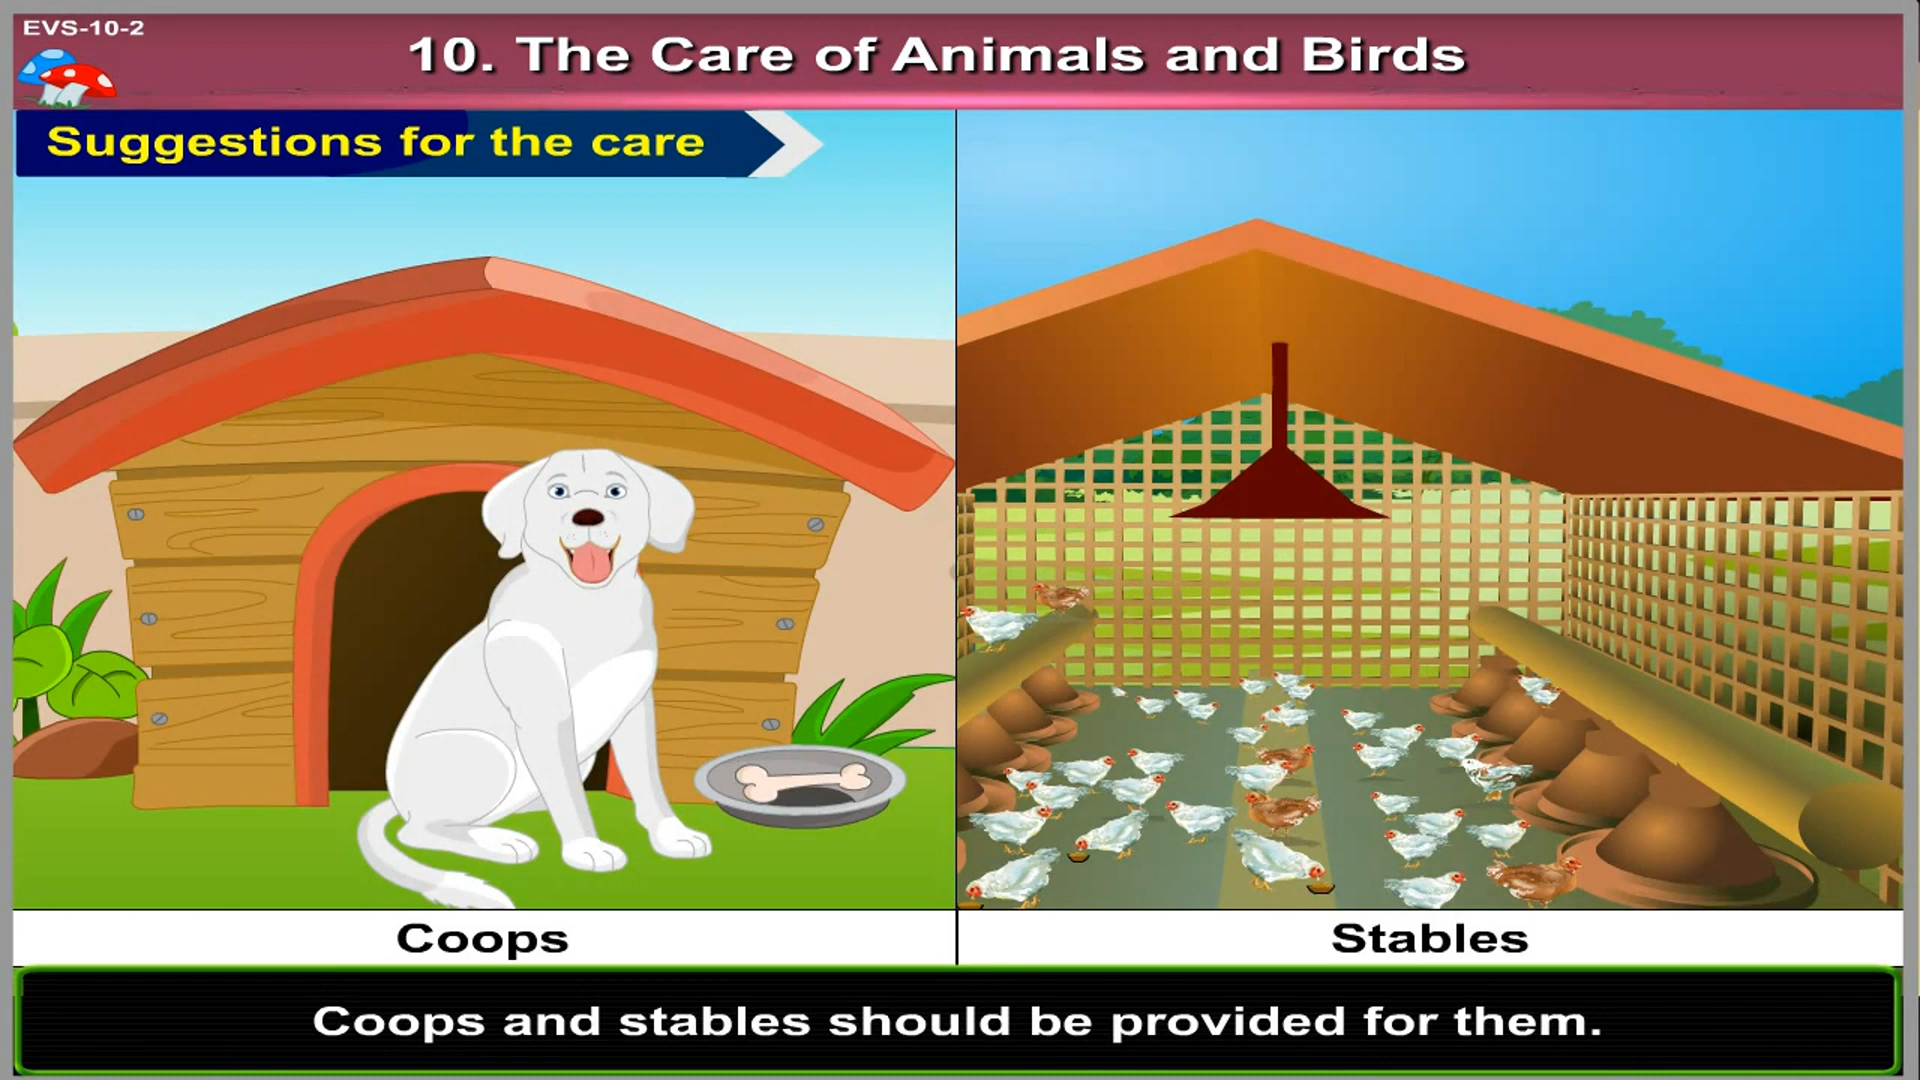 EVS-10-2
10. The Care of Animals and Birds
Suggestions for the care
Coops
Stables
Coops and stables should be provided for them.